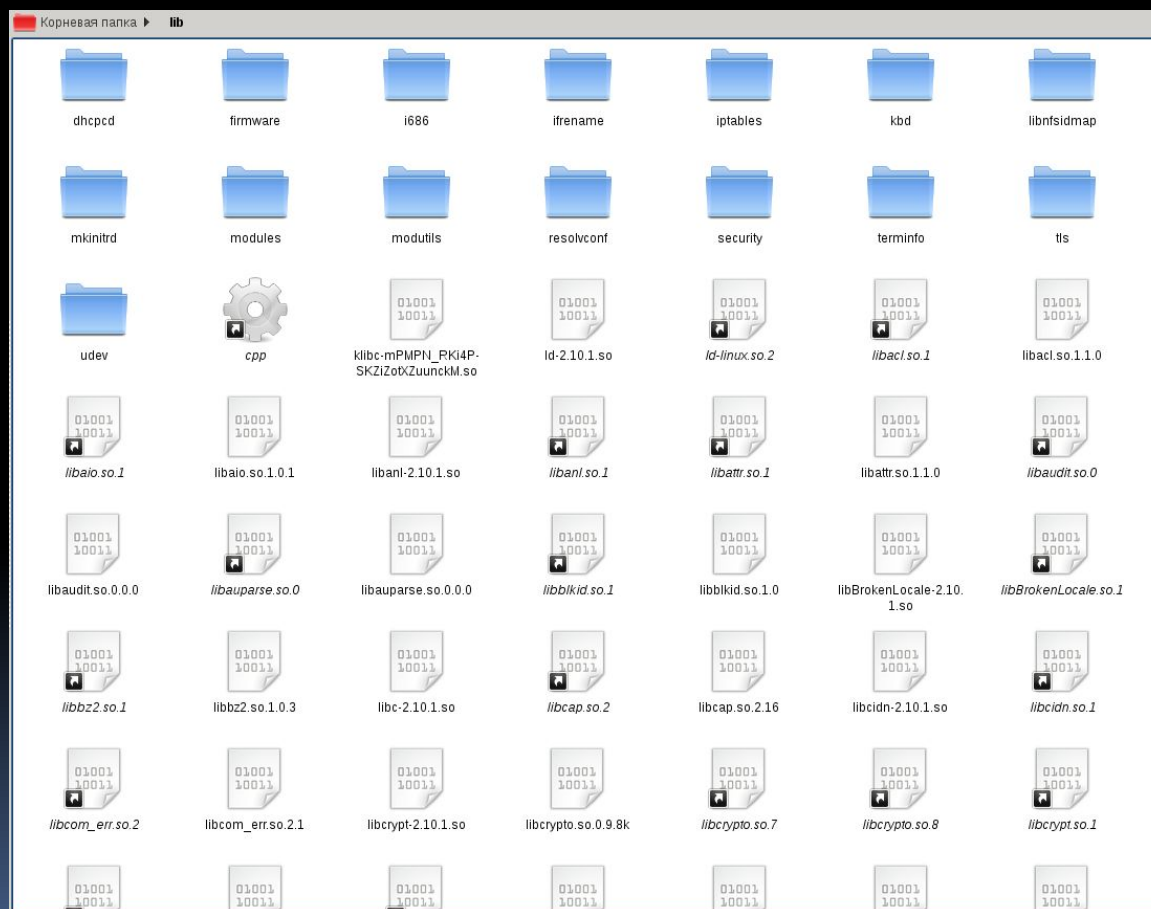 Корневая папка lib
dhcpcd firmware i686 ifrename iptables kbd libnfsidmap
mkinitrd modules modutils resolvconf security terminfo tls
udev cpp klibc-mPMPN_RKi4P- ld-2.10.1.so ld-linux.so.2 libacl.so.1 libacl.so.1.1.0
SKZiZotXZuunckM.so
libaio.so.1 libaio.so.1.0.1 libanl-2.10.1.so libanl.so.1 libattr.so.1 libattr.so.1.1.0 libaudit.so.0
libaudit.so.0.0.0 libauparse.so.0 libauparse.so.0.0.0 libblkid.so.1 libblkid.so.1.0 libBrokenLocale-2.10. libBrokenLocale.so.1
1.so
libbz2.so.1 libbz2.so.1.0.3 libc-2.10.1.so libcap.so.2 libcap.so.2.16 libcidn-2.10.1.so libcidn.so.1
libcom_err.so.2 libcom_err.so.2.1 libcrypt-2.10.1.so libcrypto.so.0.9.8k libcrypto.so.7 libcrypto.so.8 libcrypt.so.1